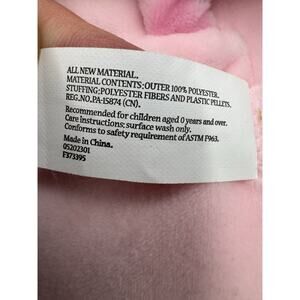 ALL NEW MATERIAL.
MATERIAL CONTENTS:OUTER 100% POLYESTER.
STUFFING:POLYESTER FIBERS AND PLASTIC PELLETS.
REG.NO.PA-15874 (CN).
Recommended for children aged 0 years and over.
Care instructions: surface wash only.
Conforms to safety requirement of ASTM F963.
Made in China.
05202301
F373395